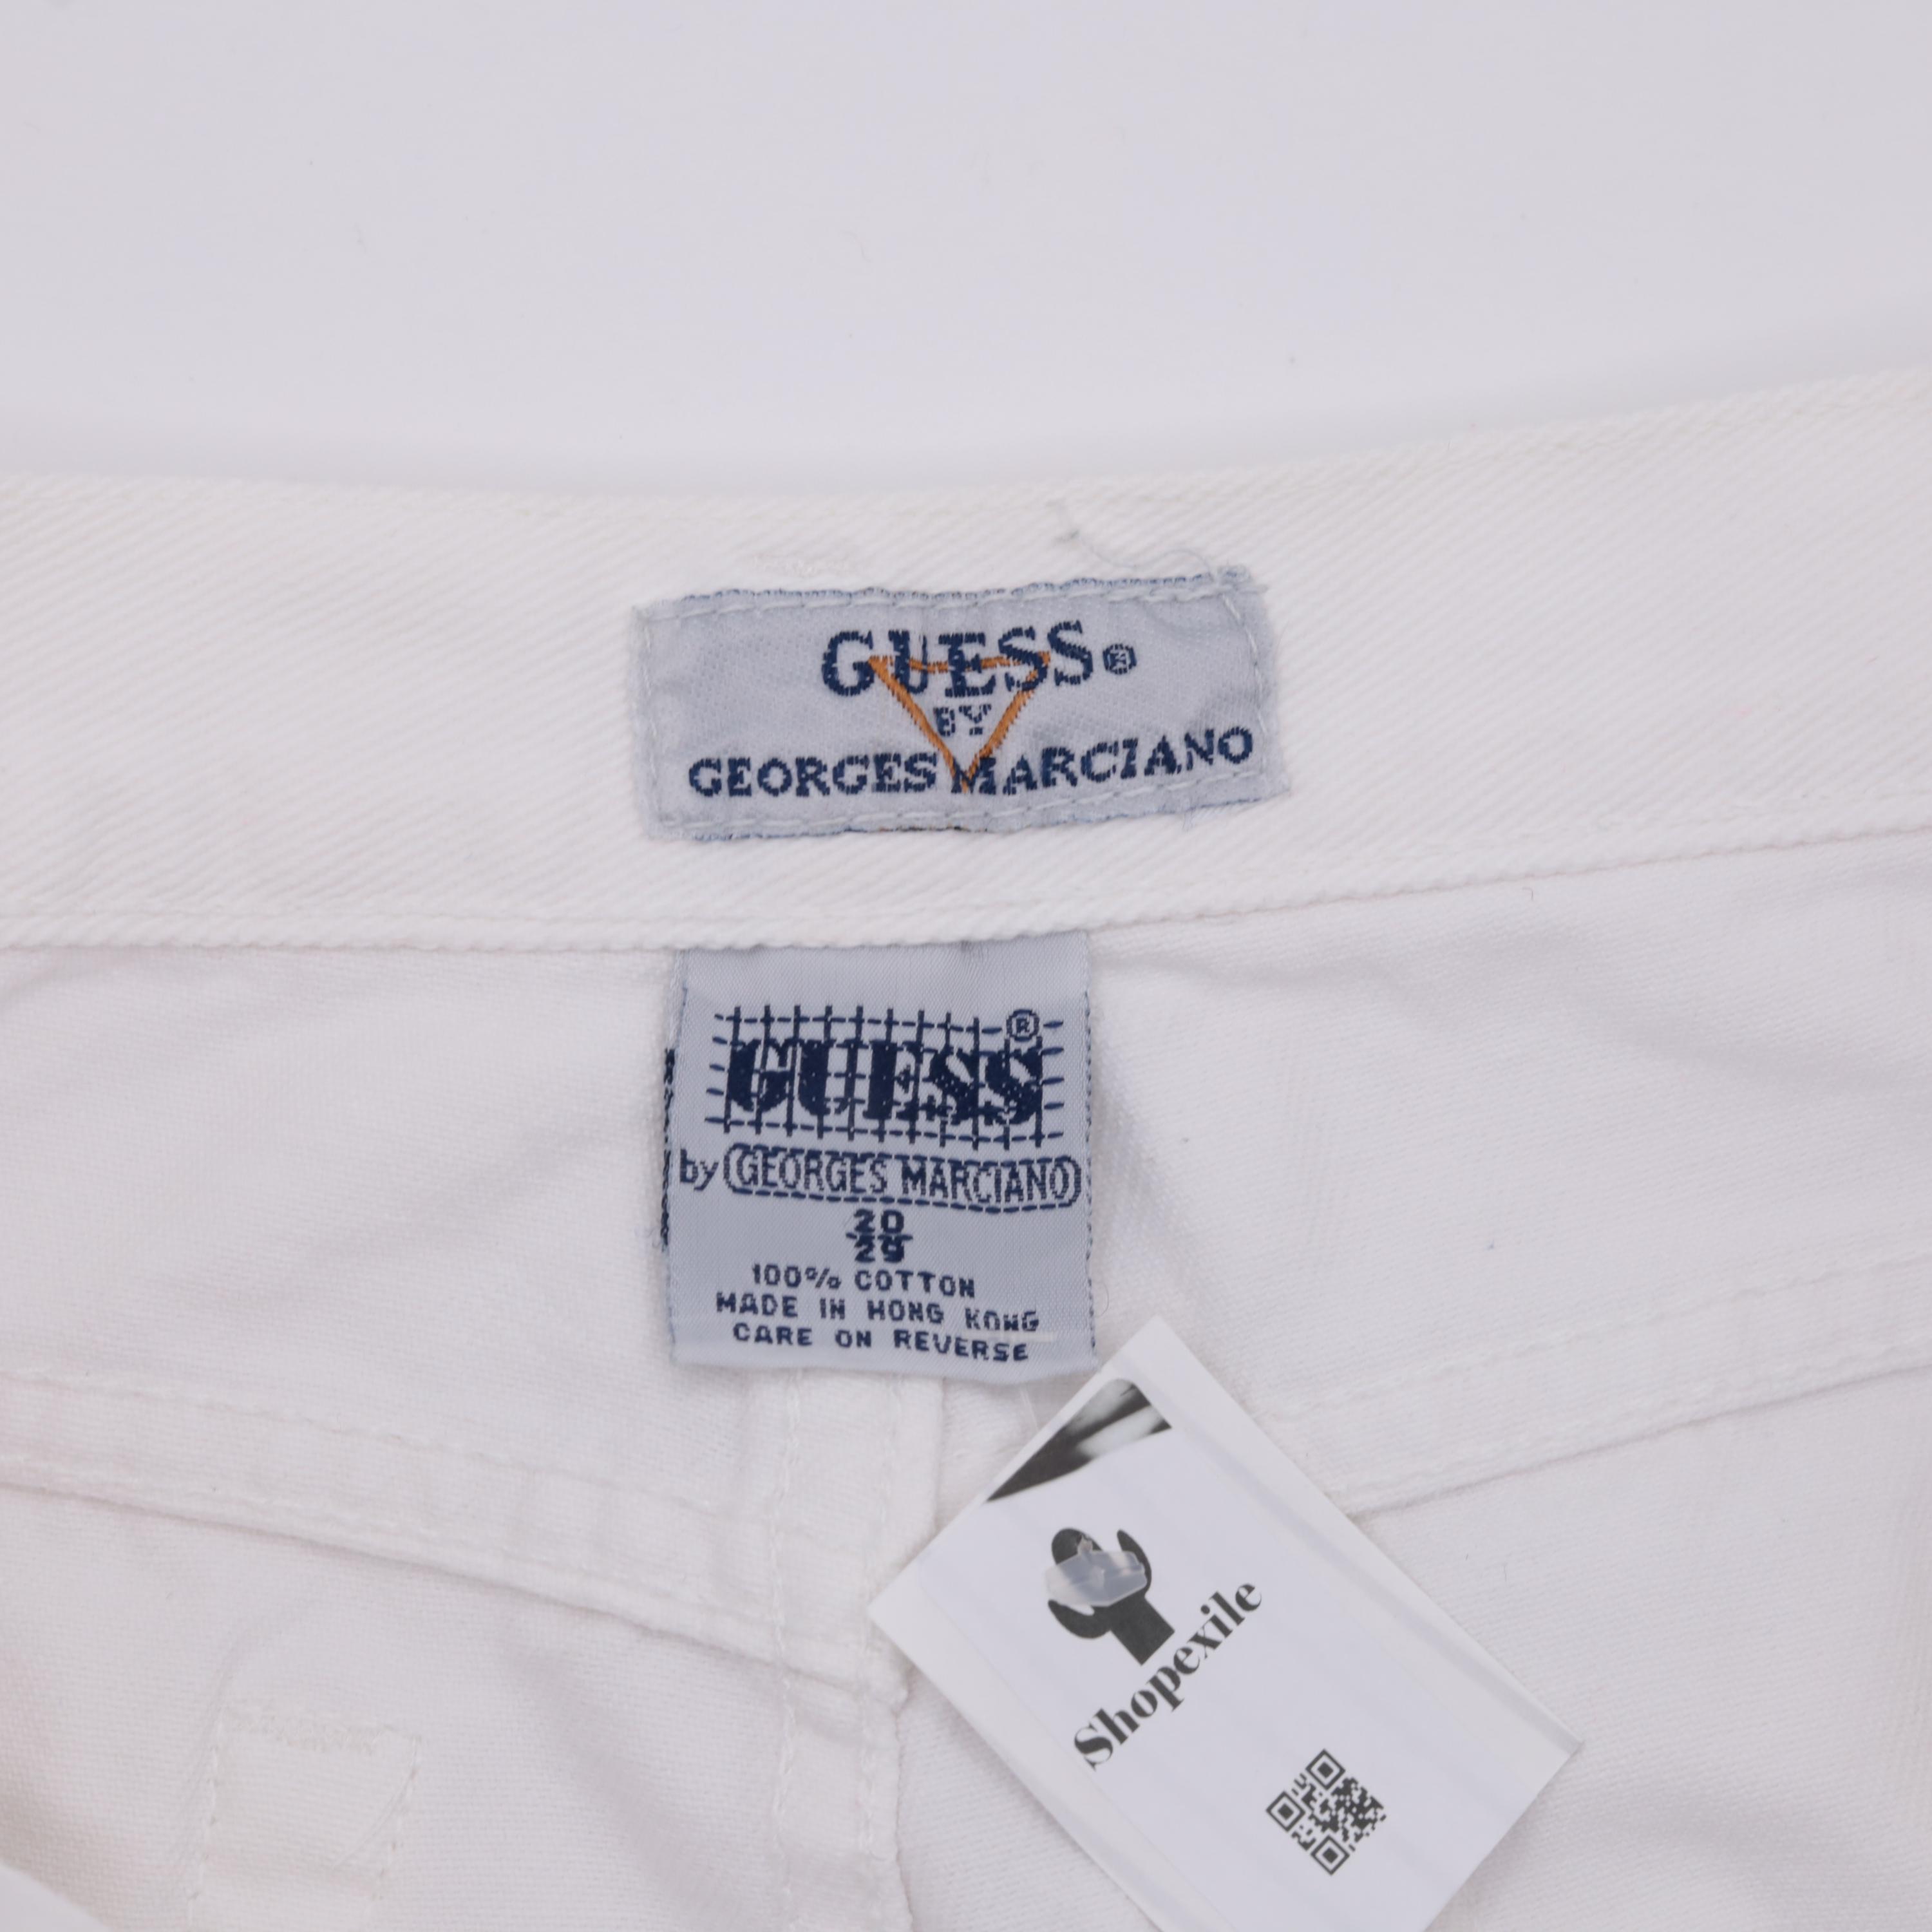 GUESS®
BY
GEORGES MARCIANO
GUESS®
by GEORGES MARCIANO
20
29
100% COTTON
MADE IN HONG KONG
CARE ON REVERSE
Shopexile